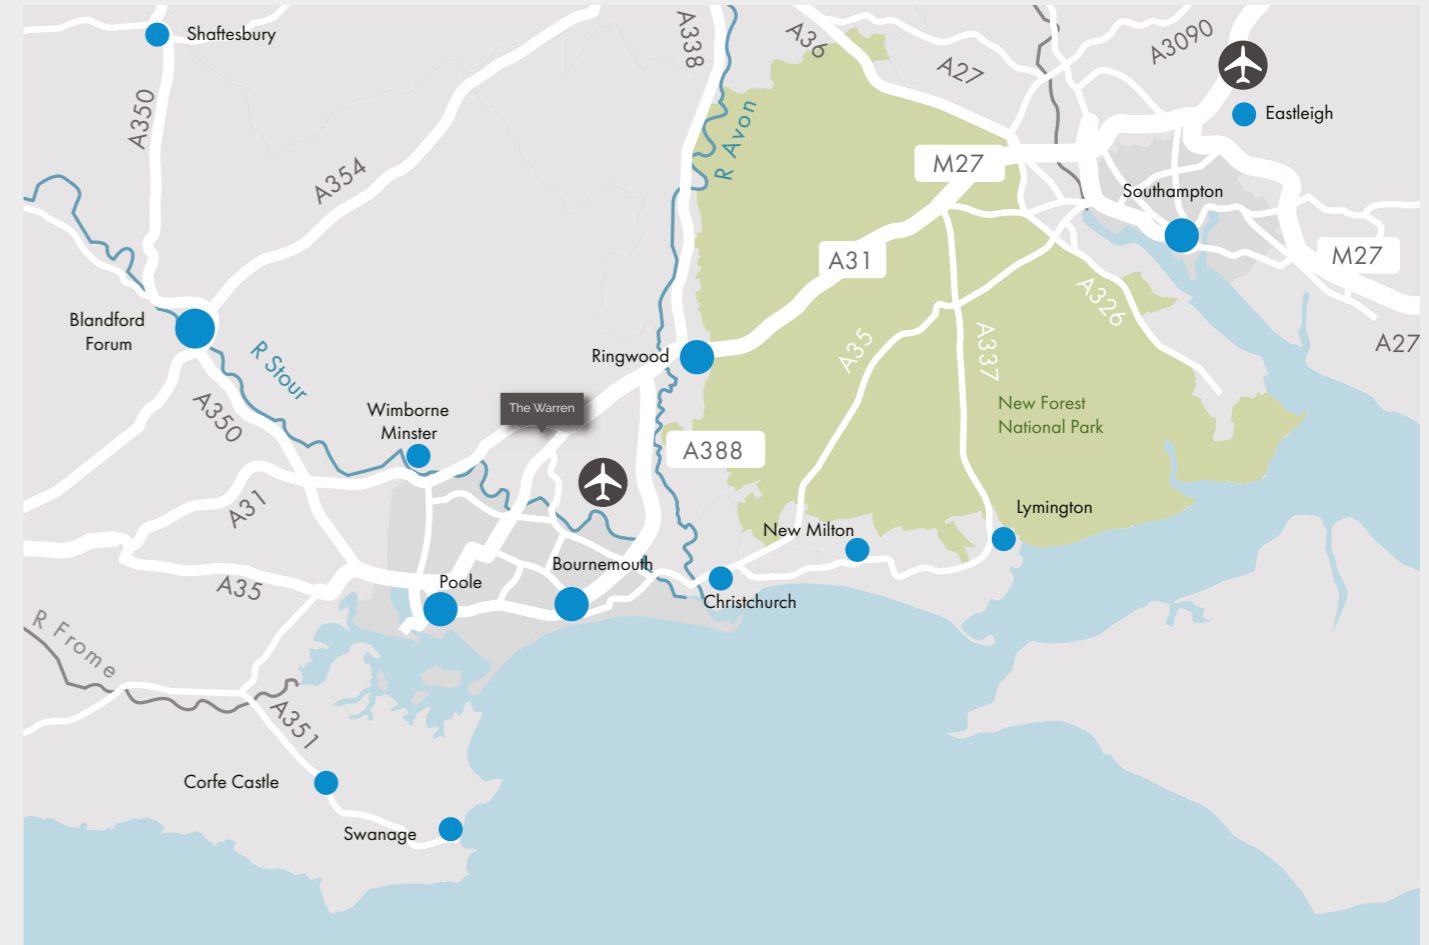 Shaftesbury
A338
A36
A27
A3090
Eastleigh
A350
R Avon
M27
A354
Southampton
A31
M27
A326
Blandford
Forum
R Stour
Ringwood
A35
A337
A27
The Warren
New Forest
National Park
A350
Wimborne
Minster
A388
A31
New Milton
Lymington
A35
Poole
Bournemouth
Christchurch
R Frome
A351
Corfe Castle
Swanage